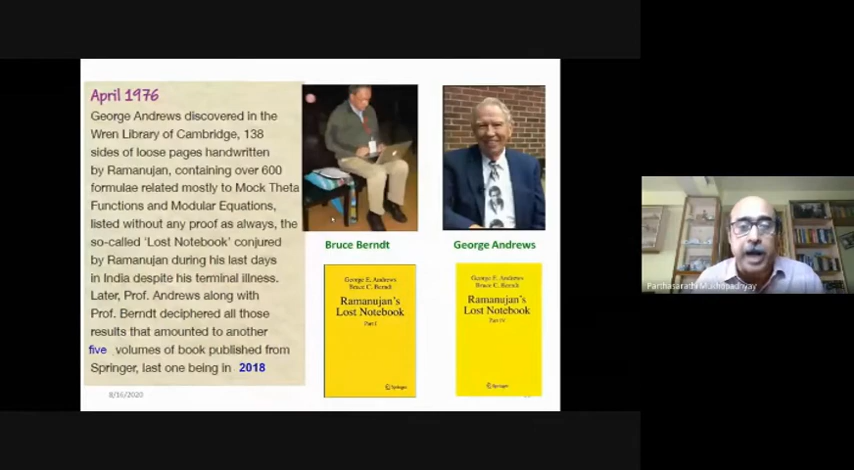 April 1976
George Andrews discovered in the
Wren Library of Cambridge, 138
sides of loose pages handwritten
by Ramanujan, containing over 600
formulae related mostly to Mock Theta
Functions and Modular Equations,
listed without any proof as always, the
so-called 'Lost Notebook' conjured
by Ramanujan during his last days
in India despite his terminal illness.
Later, Prof. Andrews along with
Prof. Berndt deciphered all those
results that amounted to another
five volumes of book published from
Springer, last one being in 2018
8/16/2020
Bruce Berndt
George Andrews
George E. Andrews
Bruce C. Berndt
Ramanujan's
Lost Notebook
Part I
Springer
George E. Andrews
Bruce C. Berndt
Ramanujan's
Lost Notebook
Part IV
Springer
Parthasarathi Mukhopadhyay